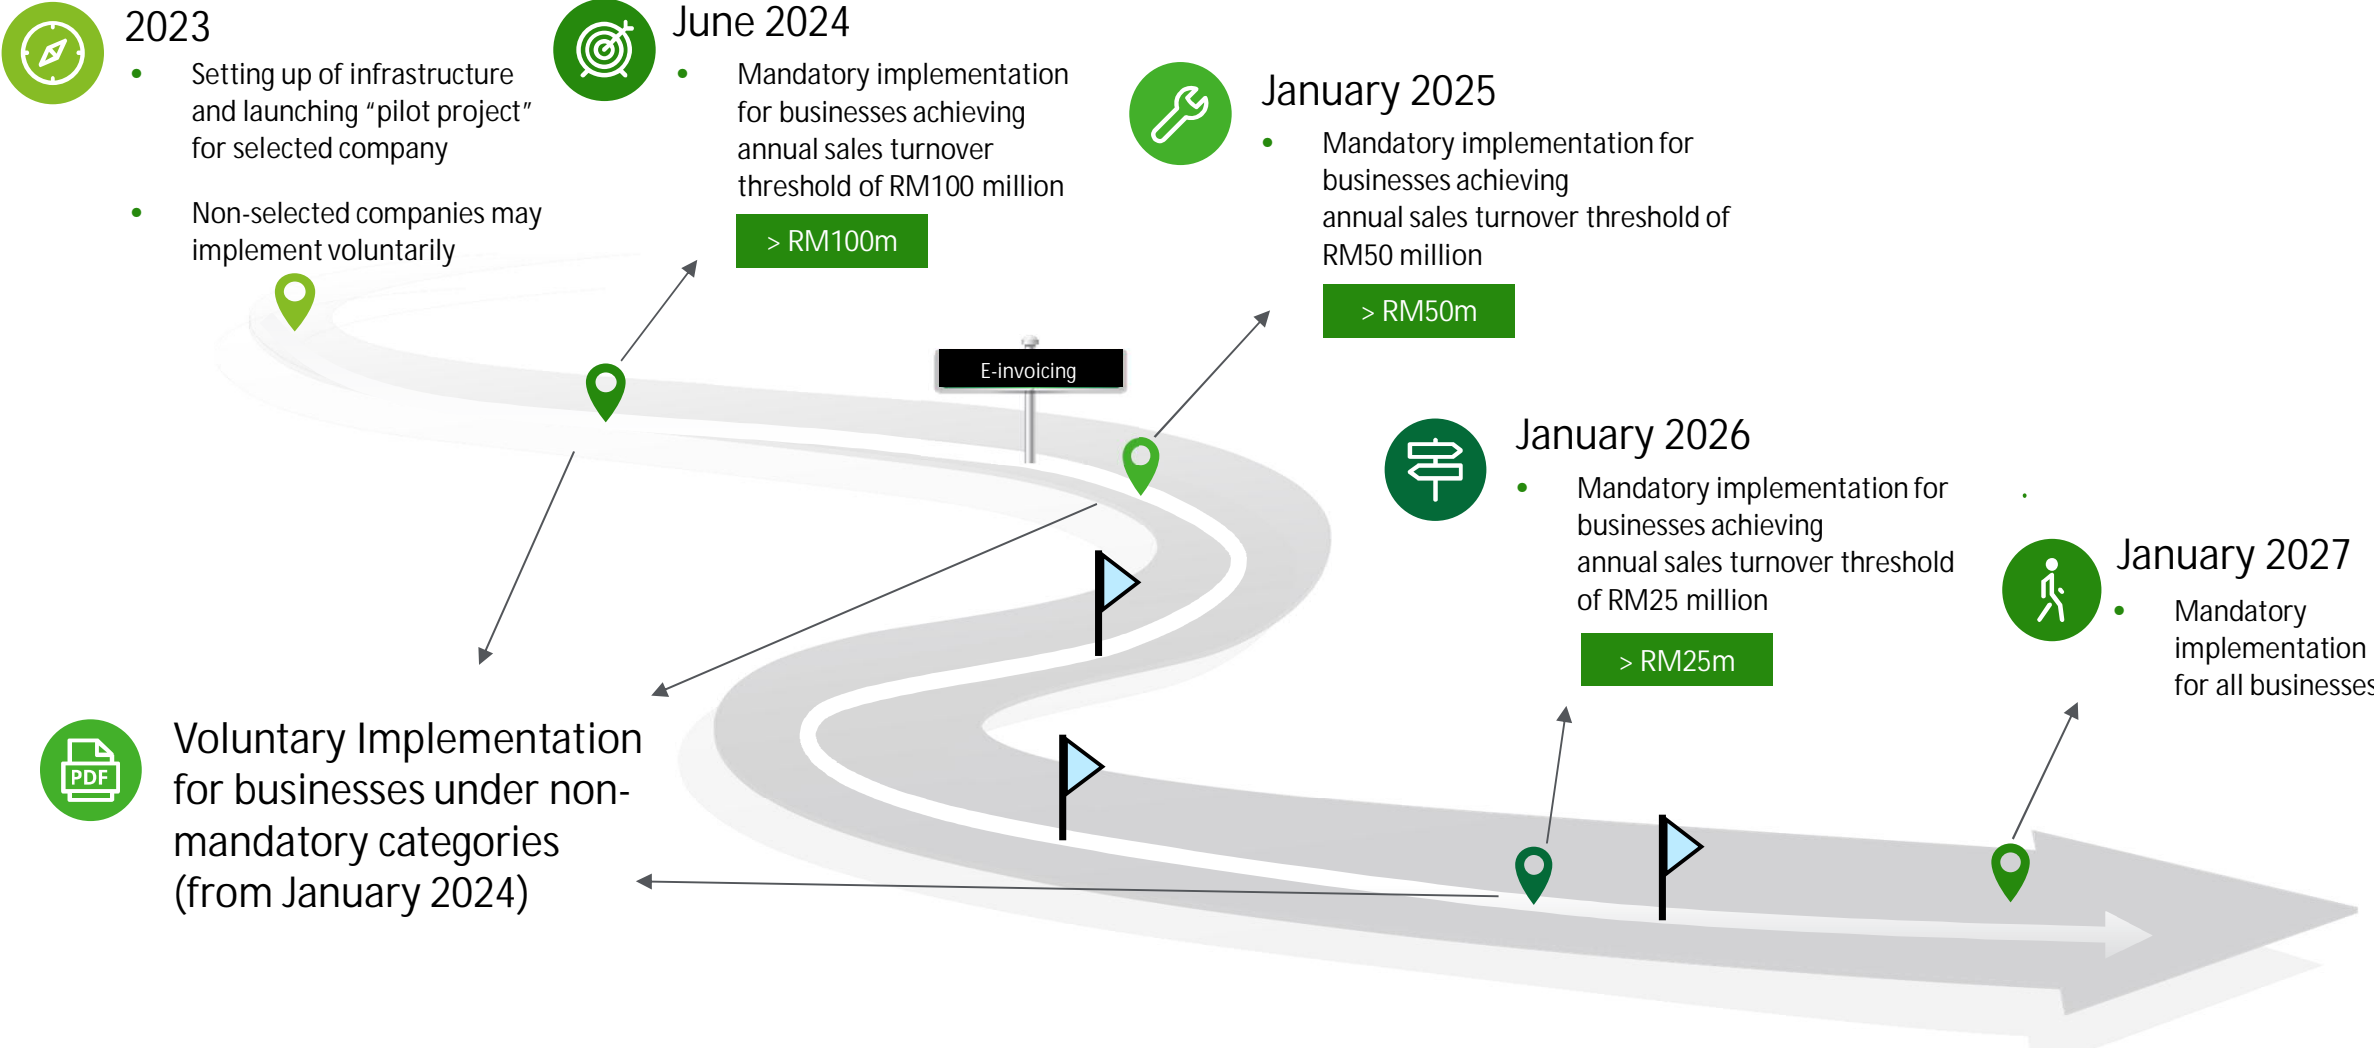 2023
• Setting up of infrastructure
and launching “pilot project”
for selected company
• Non-selected companies may
implement voluntarily
June 2024
• Mandatory implementation
for businesses achieving
annual sales turnover
threshold of RM100 million
> RM100m
January 2025
• Mandatory implementation for
businesses achieving
annual sales turnover threshold of
RM50 million
> RM50m
E-invoicing
January 2026
• Mandatory implementation for
businesses achieving
annual sales turnover threshold
of RM25 million
> RM25m
January 2027
• Mandatory
implementation
for all businesses
PDF
Voluntary Implementation
for businesses under non-
mandatory categories
(from January 2024)